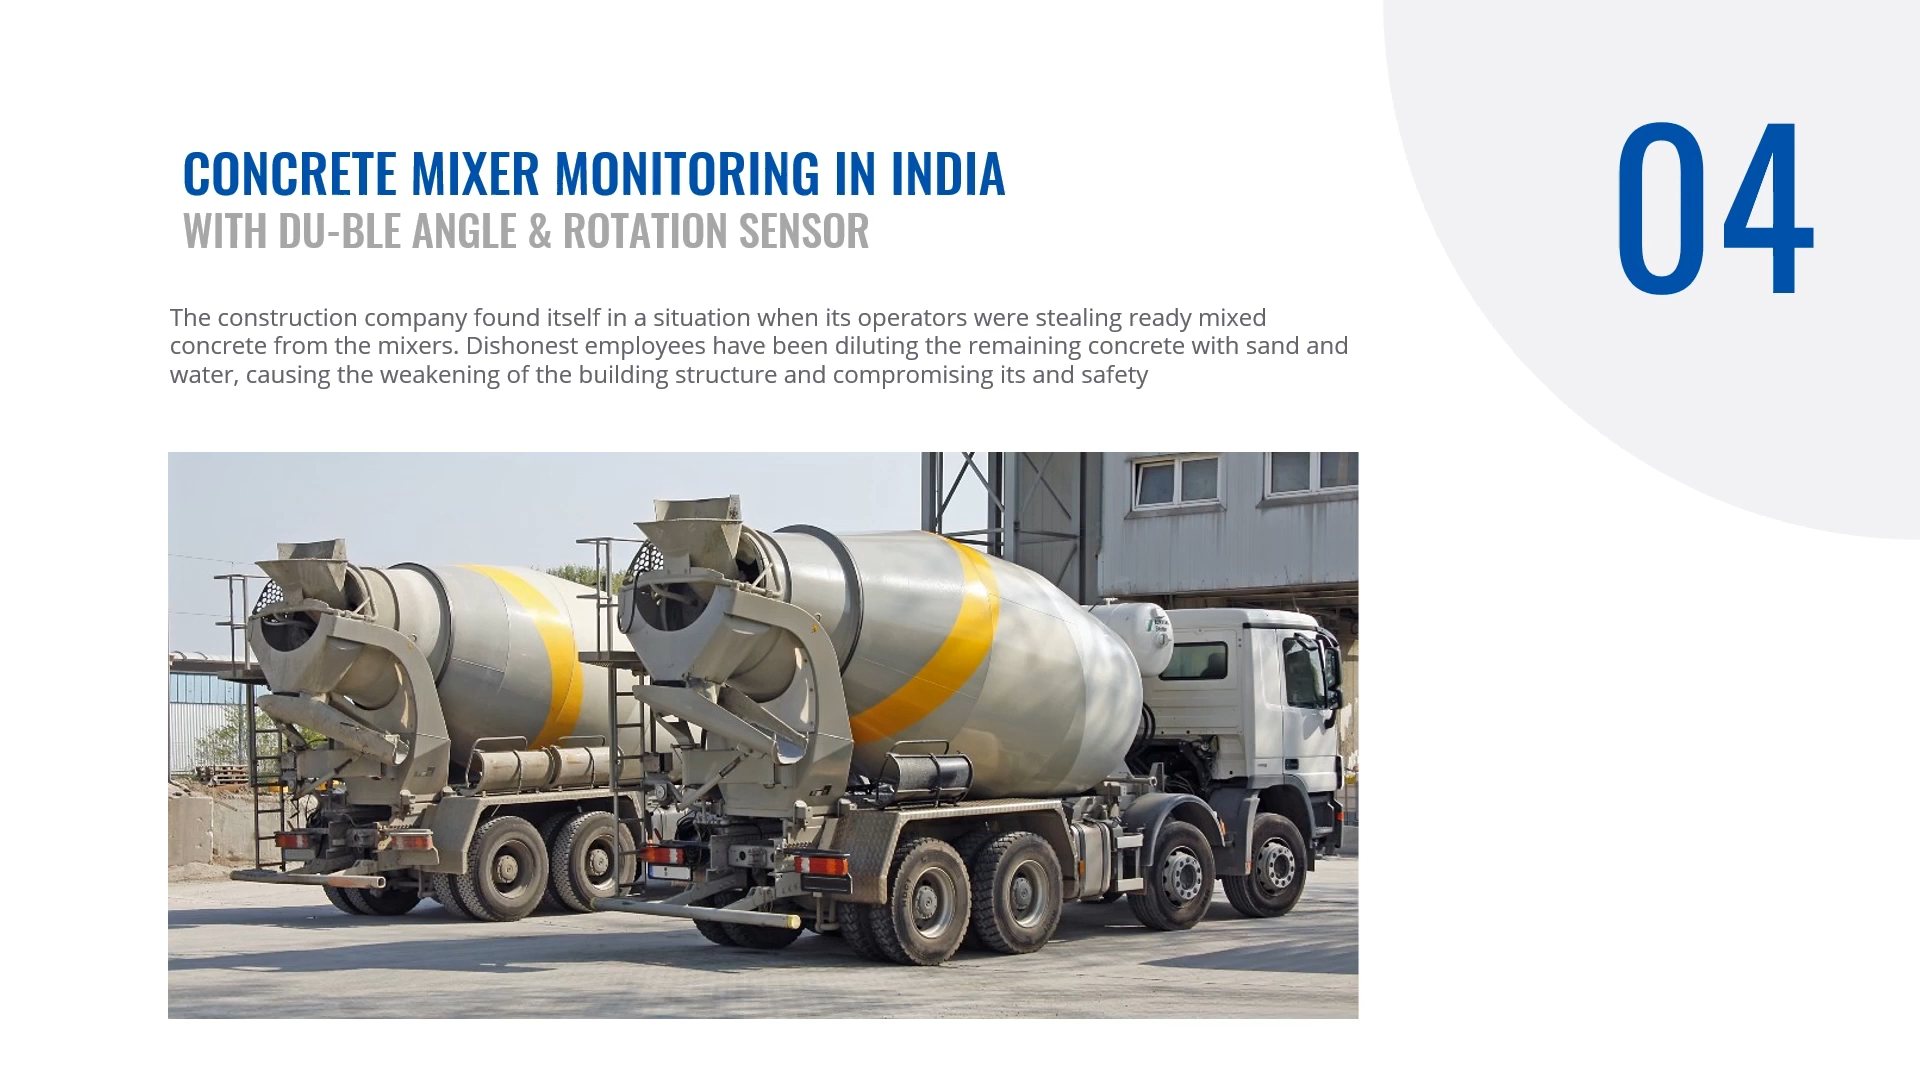 04
CONCRETE MIXER MONITORING IN INDIA
WITH DU-BLE ANGLE & ROTATION SENSOR
The construction company found itself in a situation when its operators were stealing ready mixed
concrete from the mixers. Dishonest employees have been diluting the remaining concrete with sand and
water, causing the weakening of the building structure and compromising its and safety